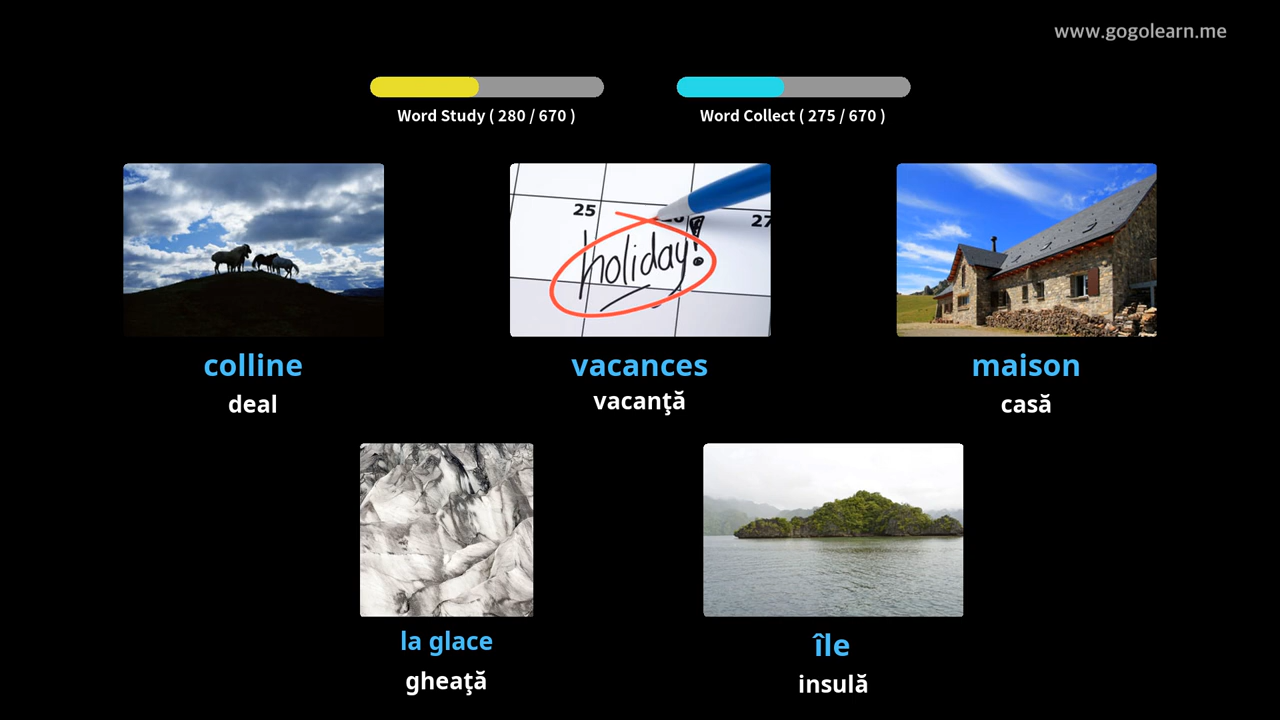 www.gogolearn.me
Word Study ( 280 / 670 )
Word Collect ( 275 / 670 )
25
27
holiday!
colline
vacances
maison
deal
vacanţă
casă
la glace
île
gheaţă
insulă